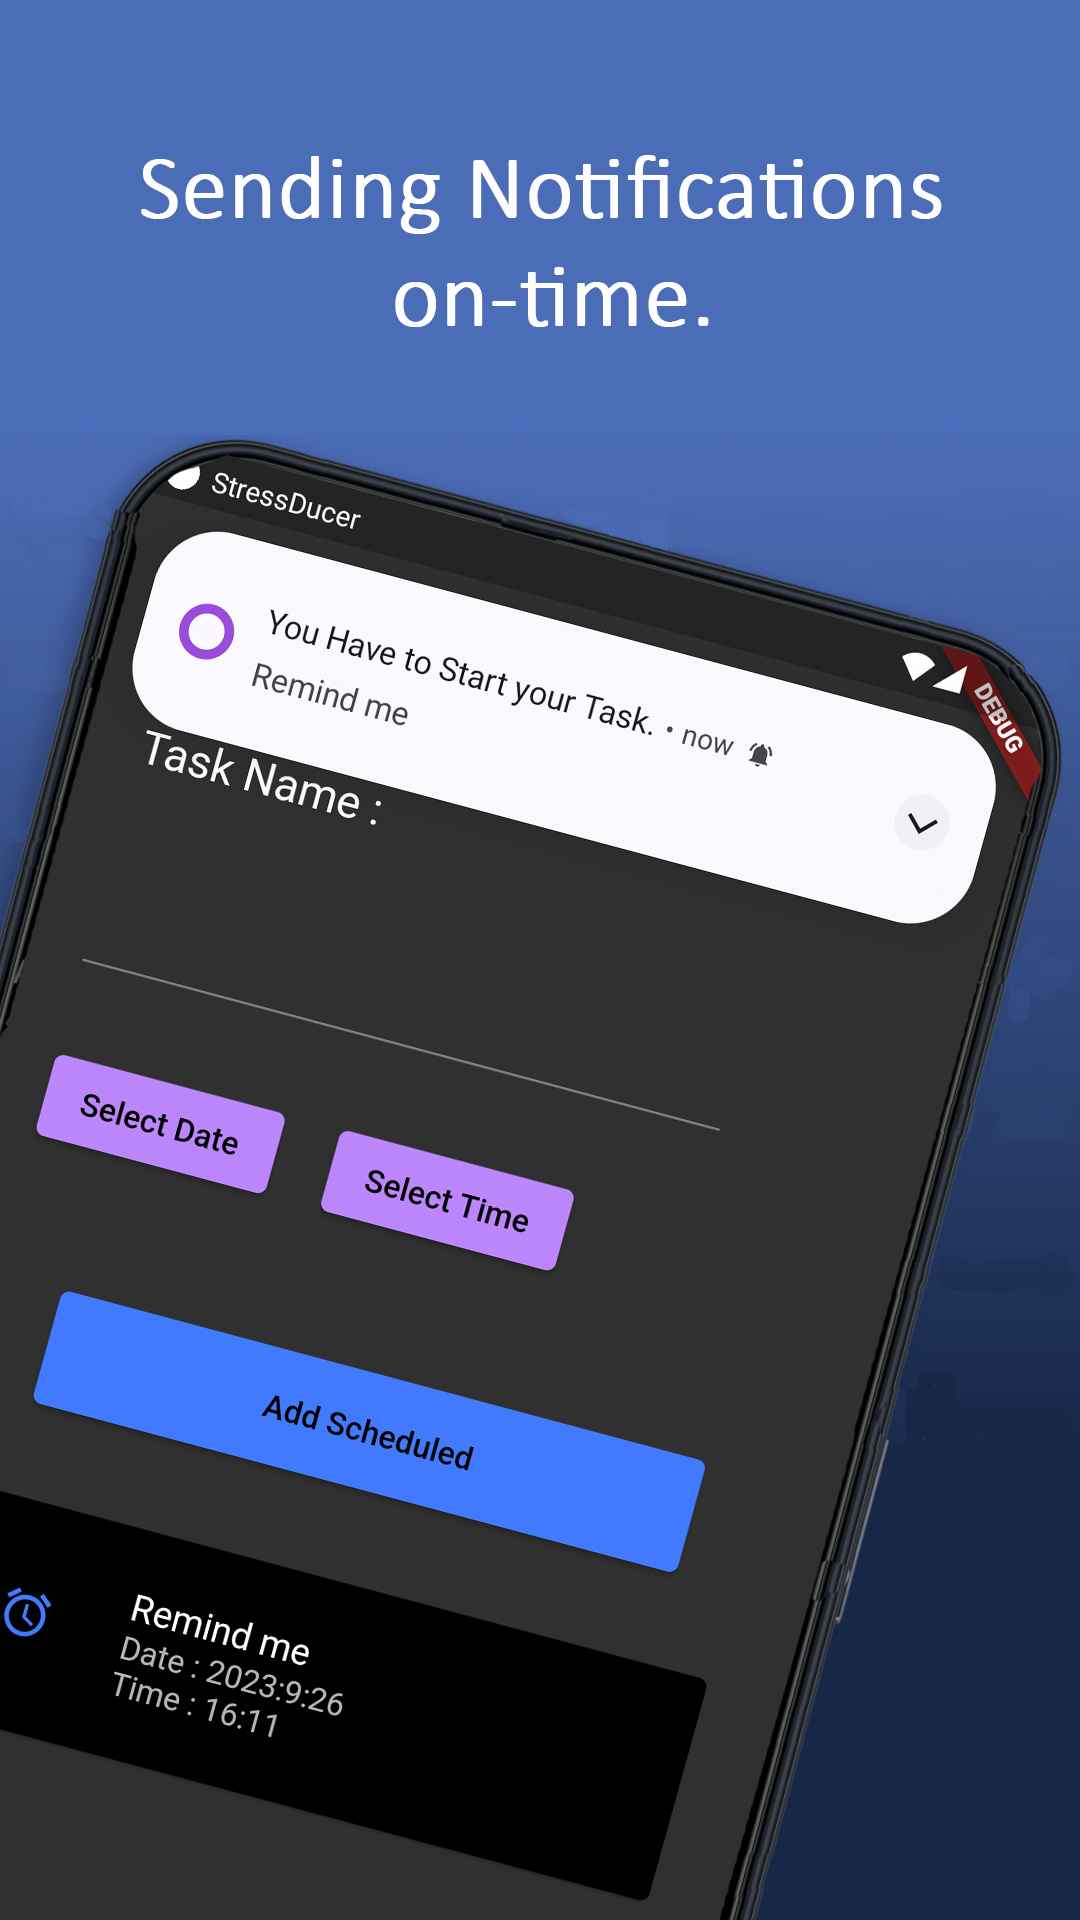 Sending Notifications
on-time.
StressDucer
DEBUG
You Have to Start your Task. • now
Remind me
Task Name :
Select Date
Select Time
Add Scheduled
Remind me
Date : 2023:9:26
Time : 16:11